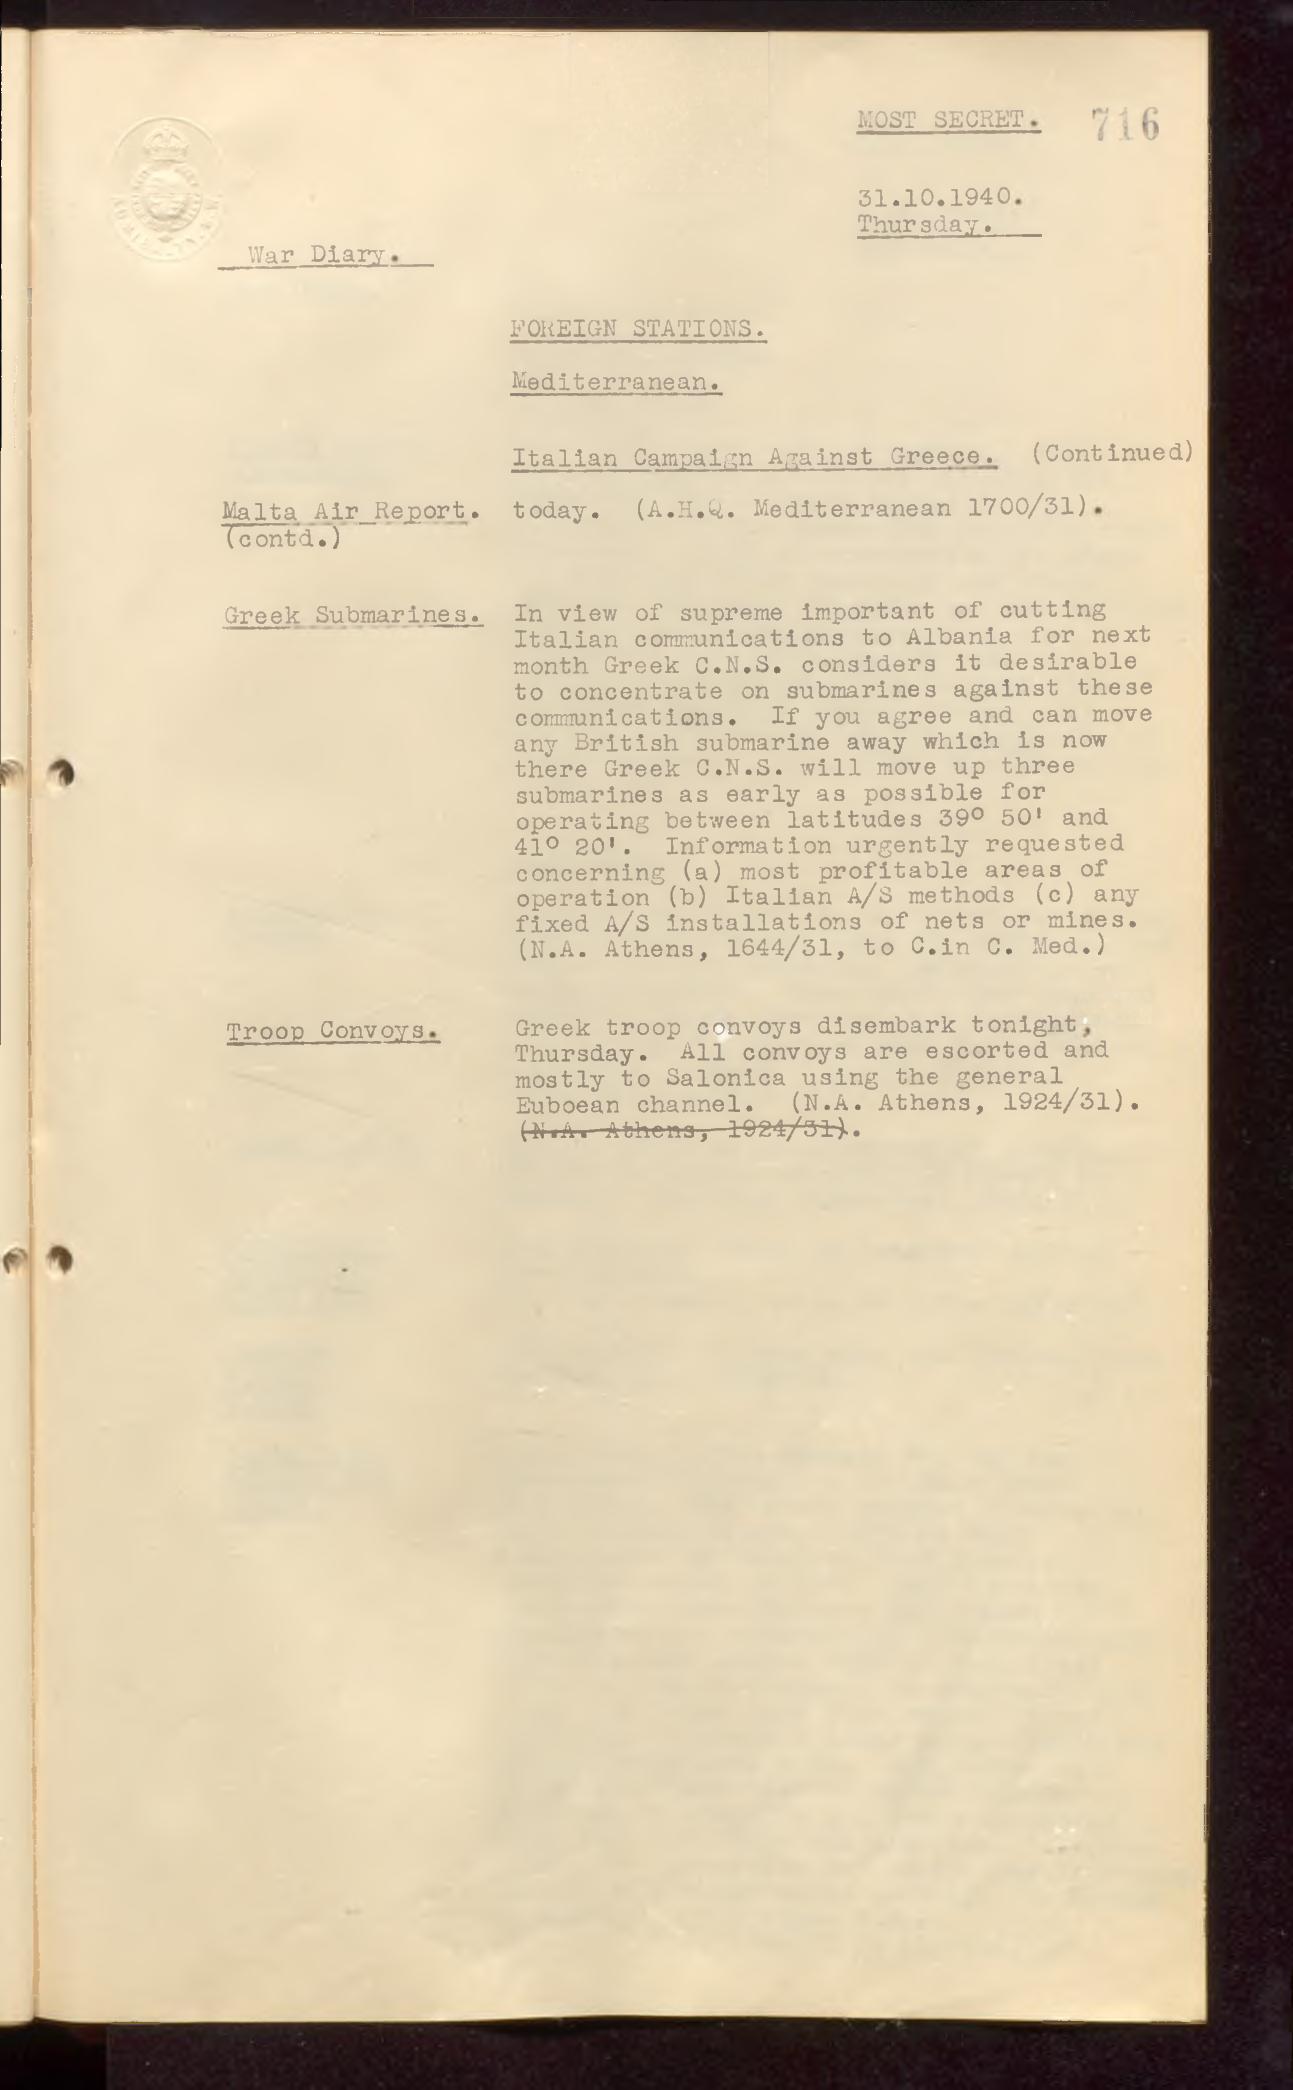 MOST SECRET. 716
31.10.1940.
Thursday.
War Diary.
FOREIGN STATIONS.
Mediterranean.
Italian Campaign Against Greece. (Continued)
Malta Air Report. today. (A.H.Q. Mediterranean 1700/31).
(contd.)
Greek Submarines. In view of supreme important of cutting
Italian communications to Albania for next
month Greek C.N.S. considers it desirable
to concentrate on submarines against these
communications. If you agree and can move
any British submarine away which is now
there Greek C.N.S. will move up three
submarines as early as possible for
operating between latitudes 39° 50' and
41° 20'. Information urgently requested
concerning (a) most profitable areas of
operation (b) Italian A/S methods (c) any
fixed A/S installations of nets or mines.
(N.A. Athens, 1644/31, to C.in C. Med.)
Troop Convoys. Greek troop convoys disembark tonight,
Thursday. All convoys are escorted and
mostly to Salonica using the general
Euboean channel. (N.A. Athens, 1924/31).
(N.A. Athens, 1924/31).